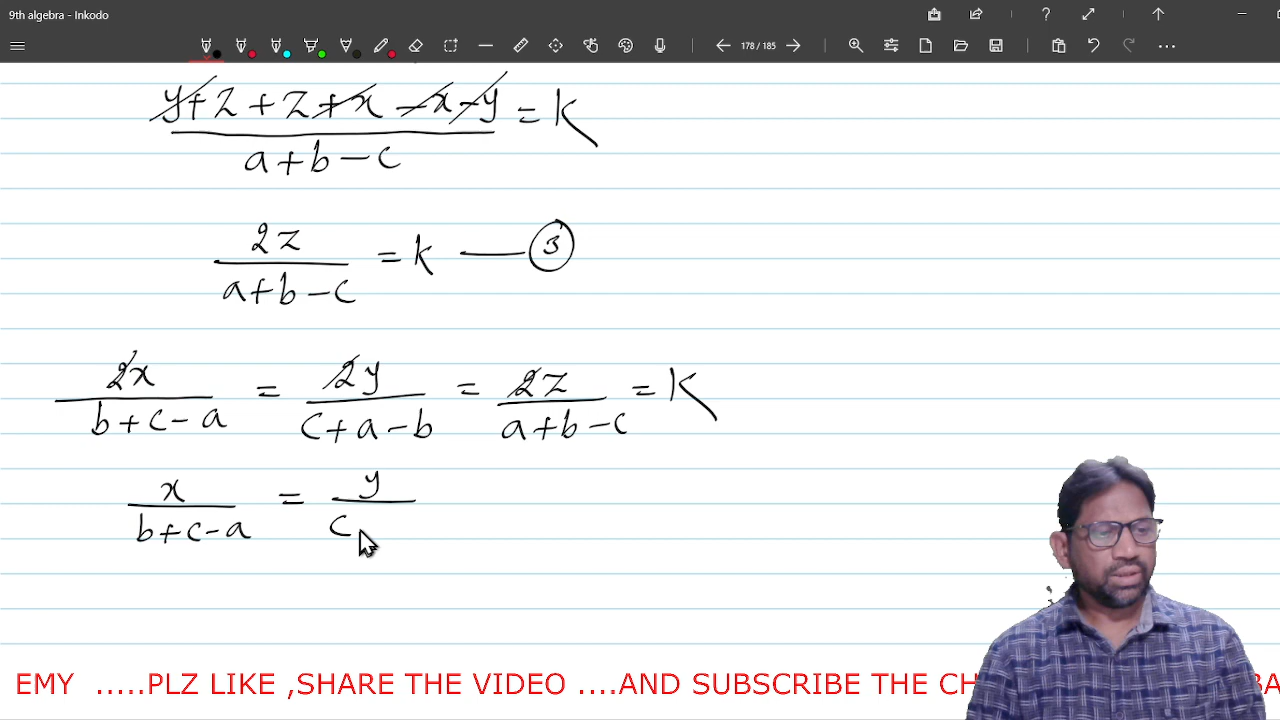 9th algebra - Inkodo
178 / 185
y+z+z+x-x-y/a+b-c = k
2z/a+b-c = k —— ③
2x/b+c-a = 2y/c+a-b = 2z/a+b-c = k
x/b+c-a = y/c
EMY .....PLZ LIKE ,SHARE THE VIDEO ....AND SUBSCRIBE THE CH